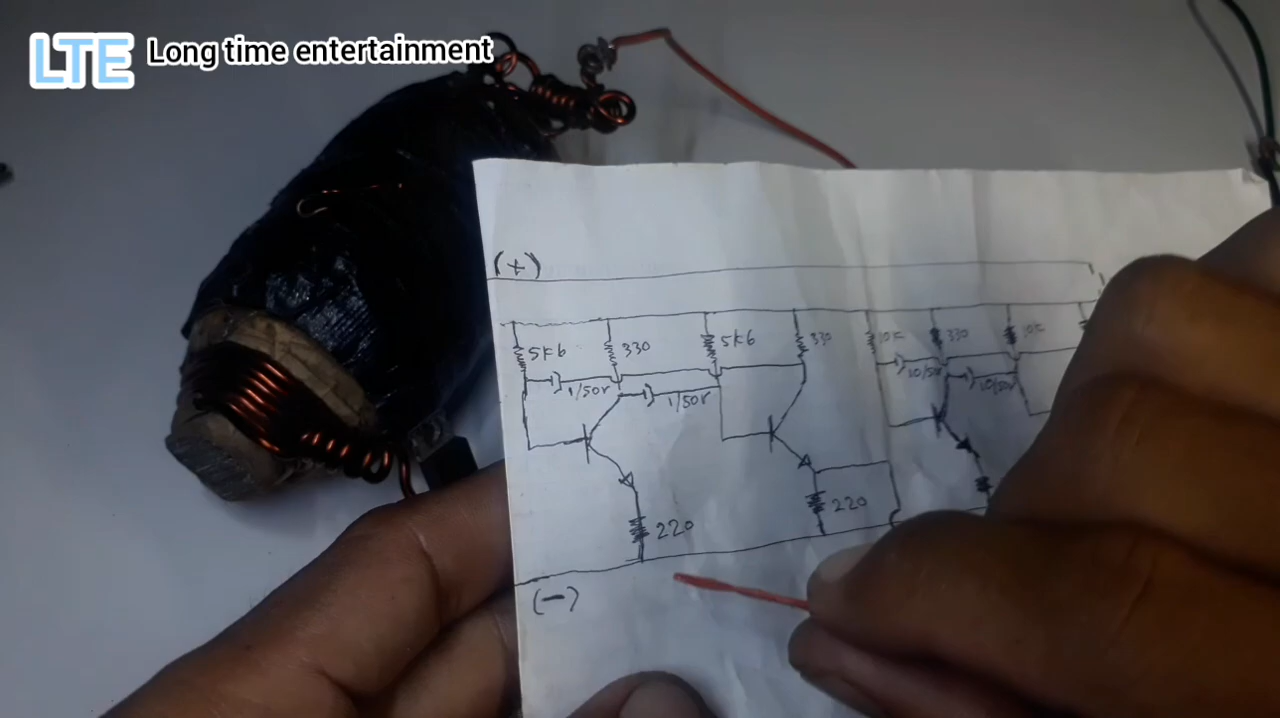 LTE Long time entertainment
(+)
5k6 330 5k6 330 10k 330 10k
1/50v 1/50v 10/50v 10/50v
220 220
(-)